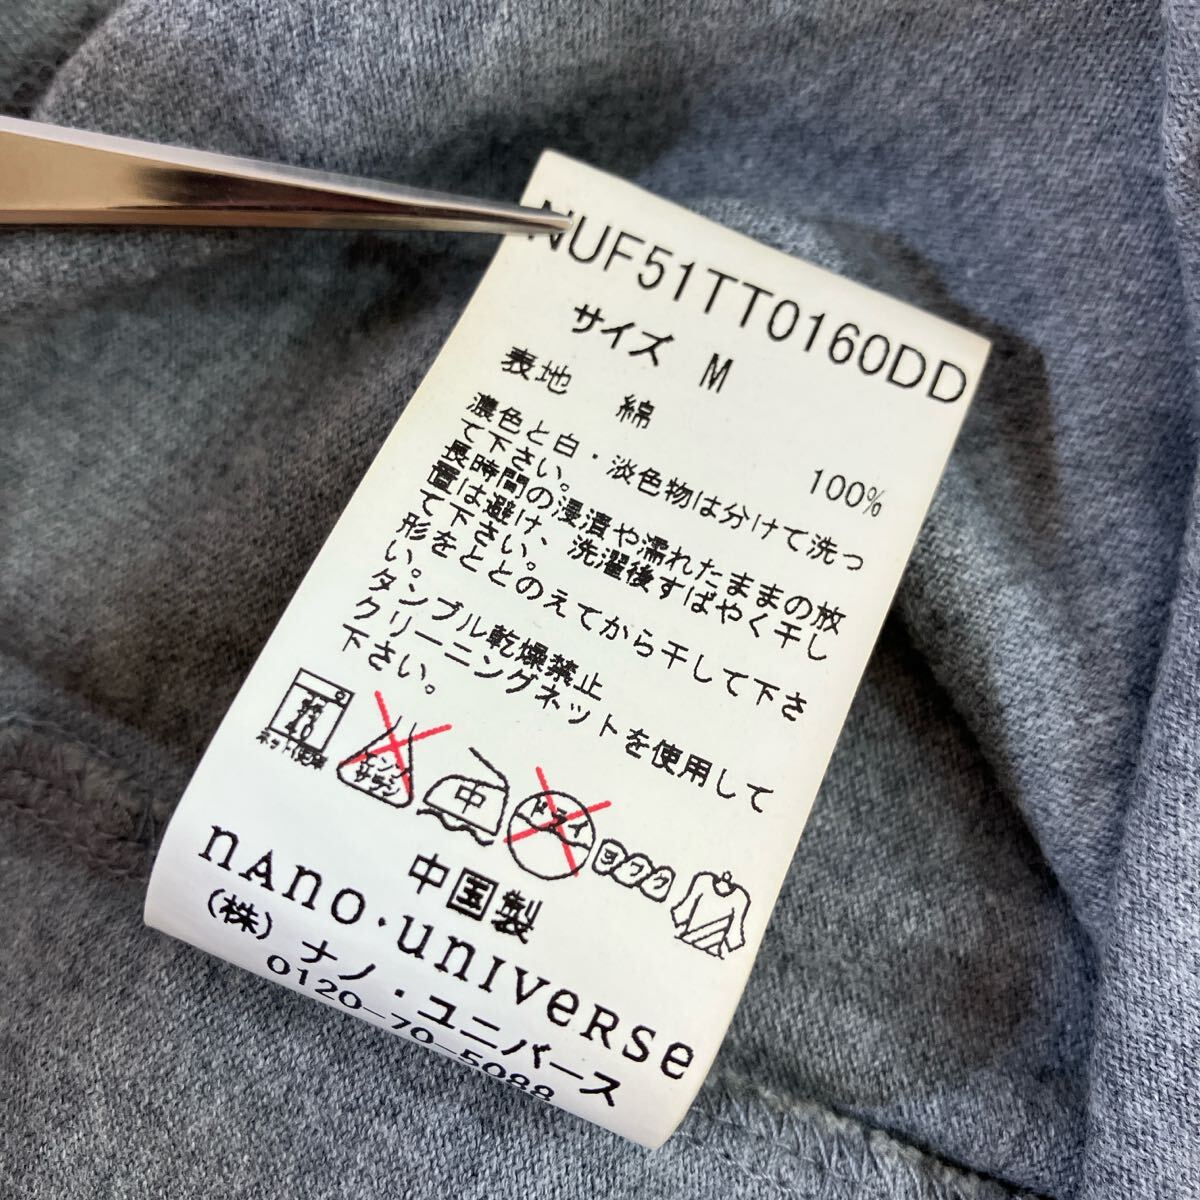 NUF51TT0160DD
サイズ M
表地 綿 100%
濃色と白・淡色物は分けて洗っ
て下さい。
長時間の浸漬や濡れたままの放
置は避け、洗濯後すばやく干し
て下さい。
形をととのえてから干して下さ
い。
タンブル乾燥禁止
クリーニングネットを使用して
下さい。
40
ネット使用
エンソ
サラシ
中
ドライ
ヨワク
中国製
nAno・universe
(株) ナノ・ユニバース
0120-70-5088